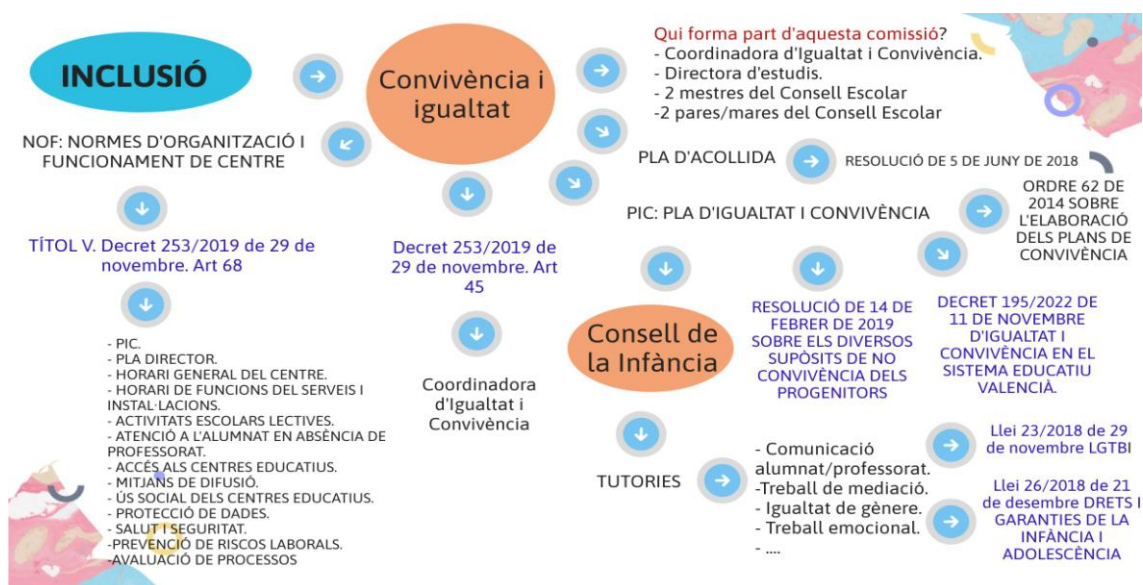 INCLUSIÓ
Convivència i
igualtat
Qui forma part d'aquesta comissió?
- Coordinadora d'Igualtat i Convivència.
- Directora d'estudis.
- 2 mestres del Consell Escolar
-2 pares/mares del Consell Escolar
NOF: NORMES D'ORGANITZACIÓ I
FUNCIONAMENT DE CENTRE
PLA D'ACOLLIDA
RESOLUCIÓ DE 5 DE JUNY DE 2018
PIC: PLA D'IGUALTAT I CONVIVÈNCIA
ORDRE 62 DE
2014 SOBRE
L'ELABORACIÓ
DELS PLANS DE
CONVIVÈNCIA
TÍTOL V. Decret 253/2019 de 29 de
novembre. Art 68
Decret 253/2019 de
29 de novembre. Art
45
Consell de
la Infància
RESOLUCIÓ DE 14 DE
FEBRER DE 2019
SOBRE ELS DIVERSOS
SUPÒSITS DE NO
CONVIVÈNCIA DELS
PROGENITORS
DECRET 195/2022 DE
11 DE NOVEMBRE
D'IGUALTAT I
CONVIVÈNCIA EN EL
SISTEMA EDUCATIU
VALENCIÀ.
- PIC.
- PLA DIRECTOR.
- HORARI GENERAL DEL CENTRE.
- HORARI DE FUNCIONS DEL SERVEIS I
INSTAL·LACIONS.
- ACTIVITATS ESCOLARS LECTIVES.
- ATENCIÓ A L'ALUMNAT EN ABSÈNCIA DE
PROFESSORAT.
- ACCÉS ALS CENTRES EDUCATIUS.
- MITJANS DE DIFUSIÓ.
- ÚS SOCIAL DELS CENTRES EDUCATIUS.
- PROTECCIÓ DE DADES.
- SALUT I SEGURITAT.
-PREVENCIÓ DE RISCOS LABORALS.
-AVALUACIÓ DE PROCESSOS
Coordinadora
d'Igualtat i
Convivència
TUTORIES
- Comunicació
alumnat/professorat.
-Treball de mediació.
- Igualtat de gènere.
- Treball emocional.
- ....
Llei 23/2018 de 29
de novembre LGTBI
Llei 26/2018 de 21
de desembre DRETS I
GARANTIES DE LA
INFÀNCIA I
ADOLESCÈNCIA